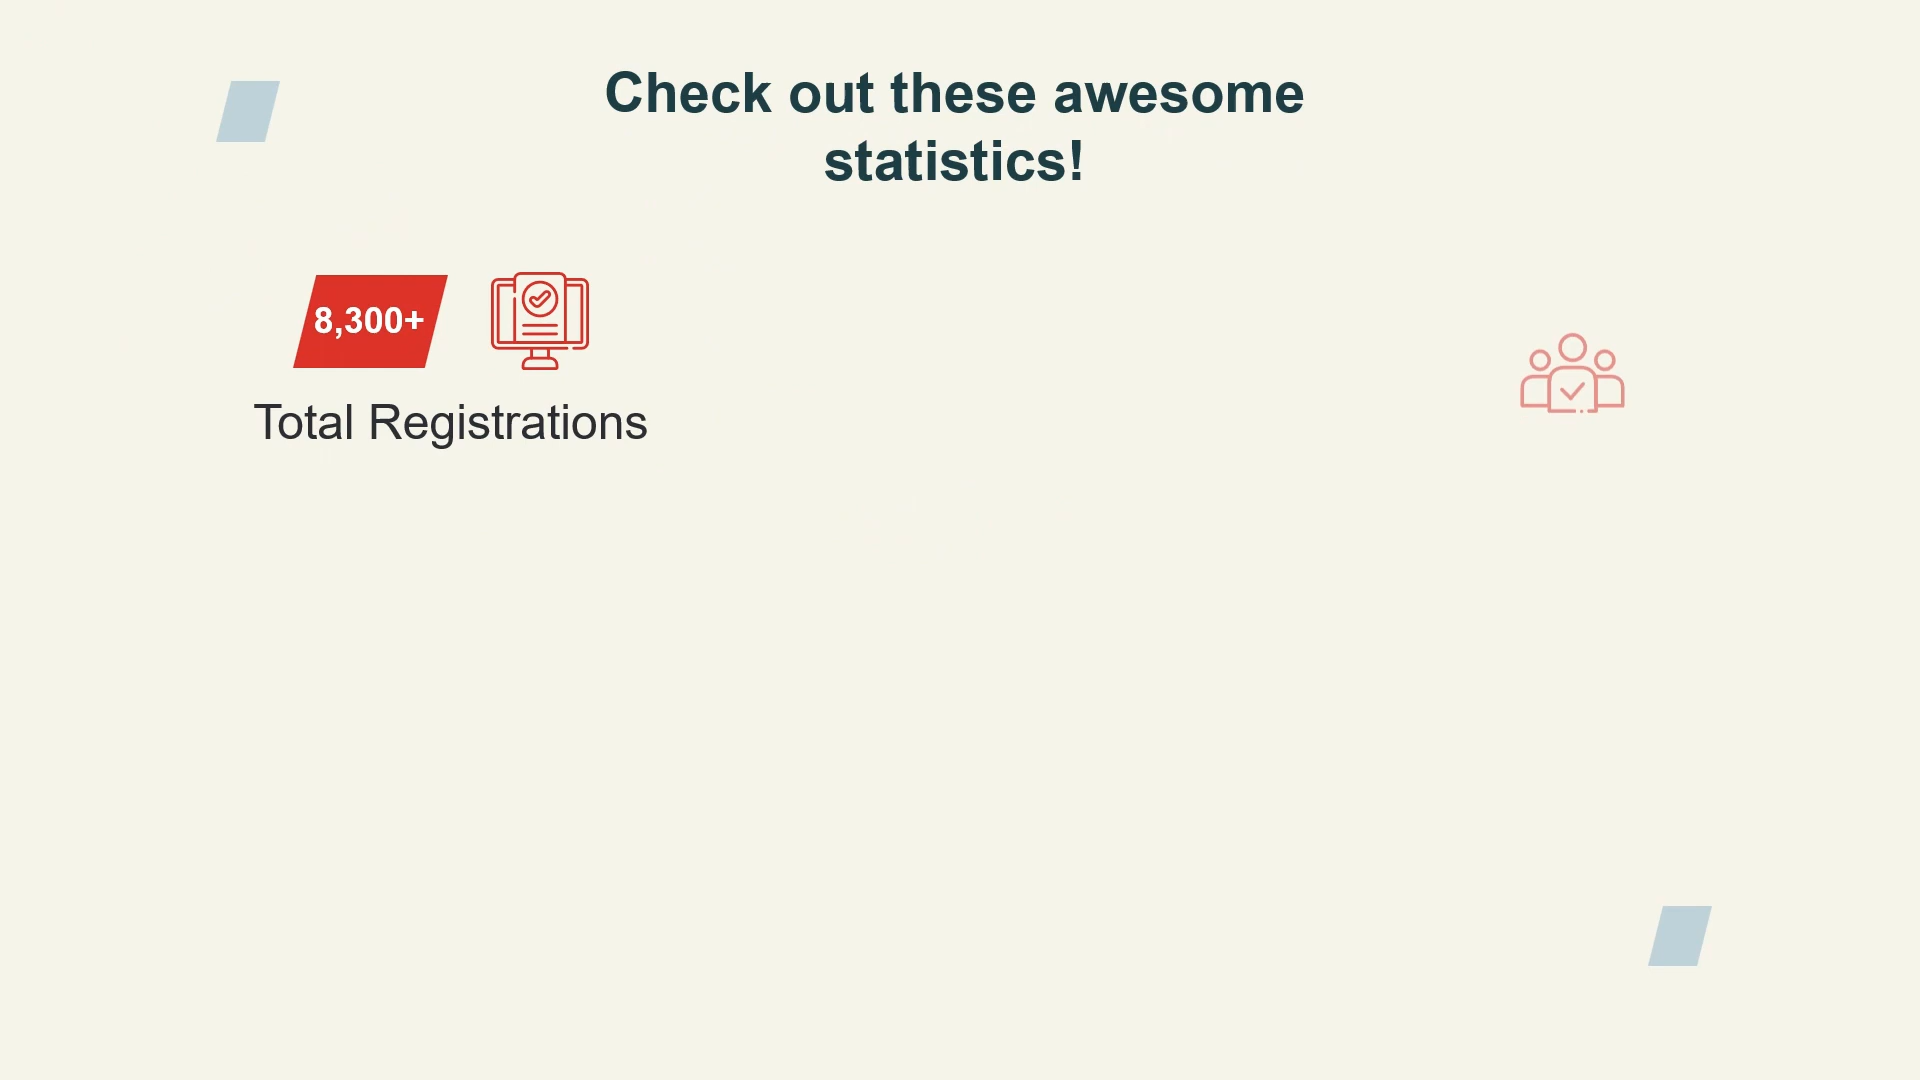 Check out these awesome
statistics!
8,300+
Total Registrations